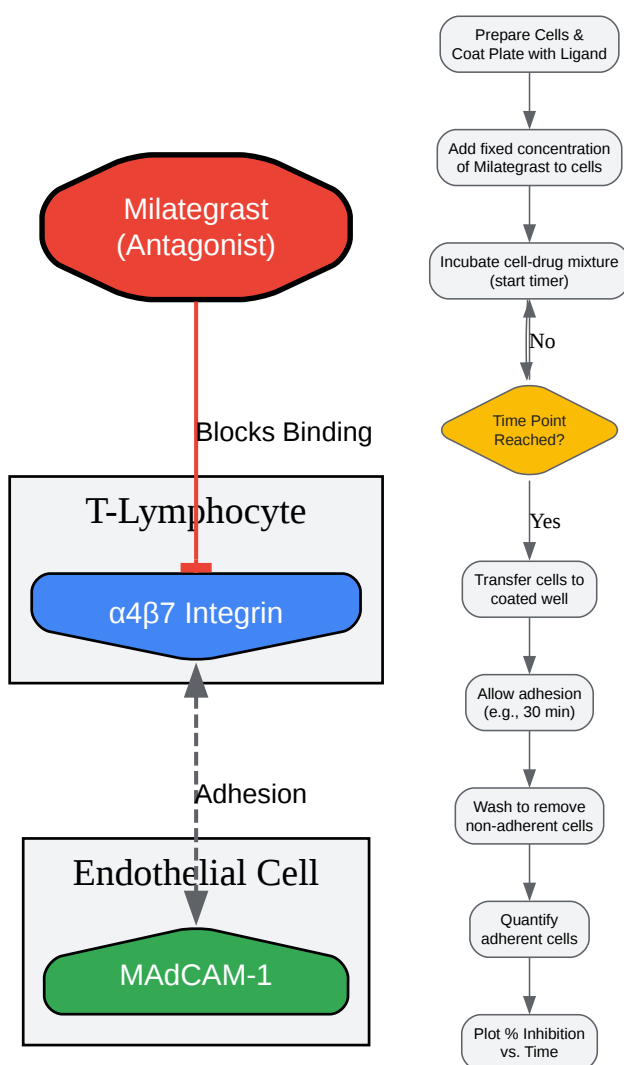 Milategrast
(Antagonist)
Blocks Binding
T-Lymphocyte
α4β7 Integrin
Adhesion
Endothelial Cell
MAdCAM-1
Prepare Cells &
Coat Plate with Ligand
Add fixed concentration
of Milategrast to cells
Incubate cell-drug mixture
(start timer)
No
Time Point
Reached?
Yes
Transfer cells to
coated well
Allow adhesion
(e.g., 30 min)
Wash to remove
non-adherent cells
Quantify
adherent cells
Plot % Inhibition
vs. Time